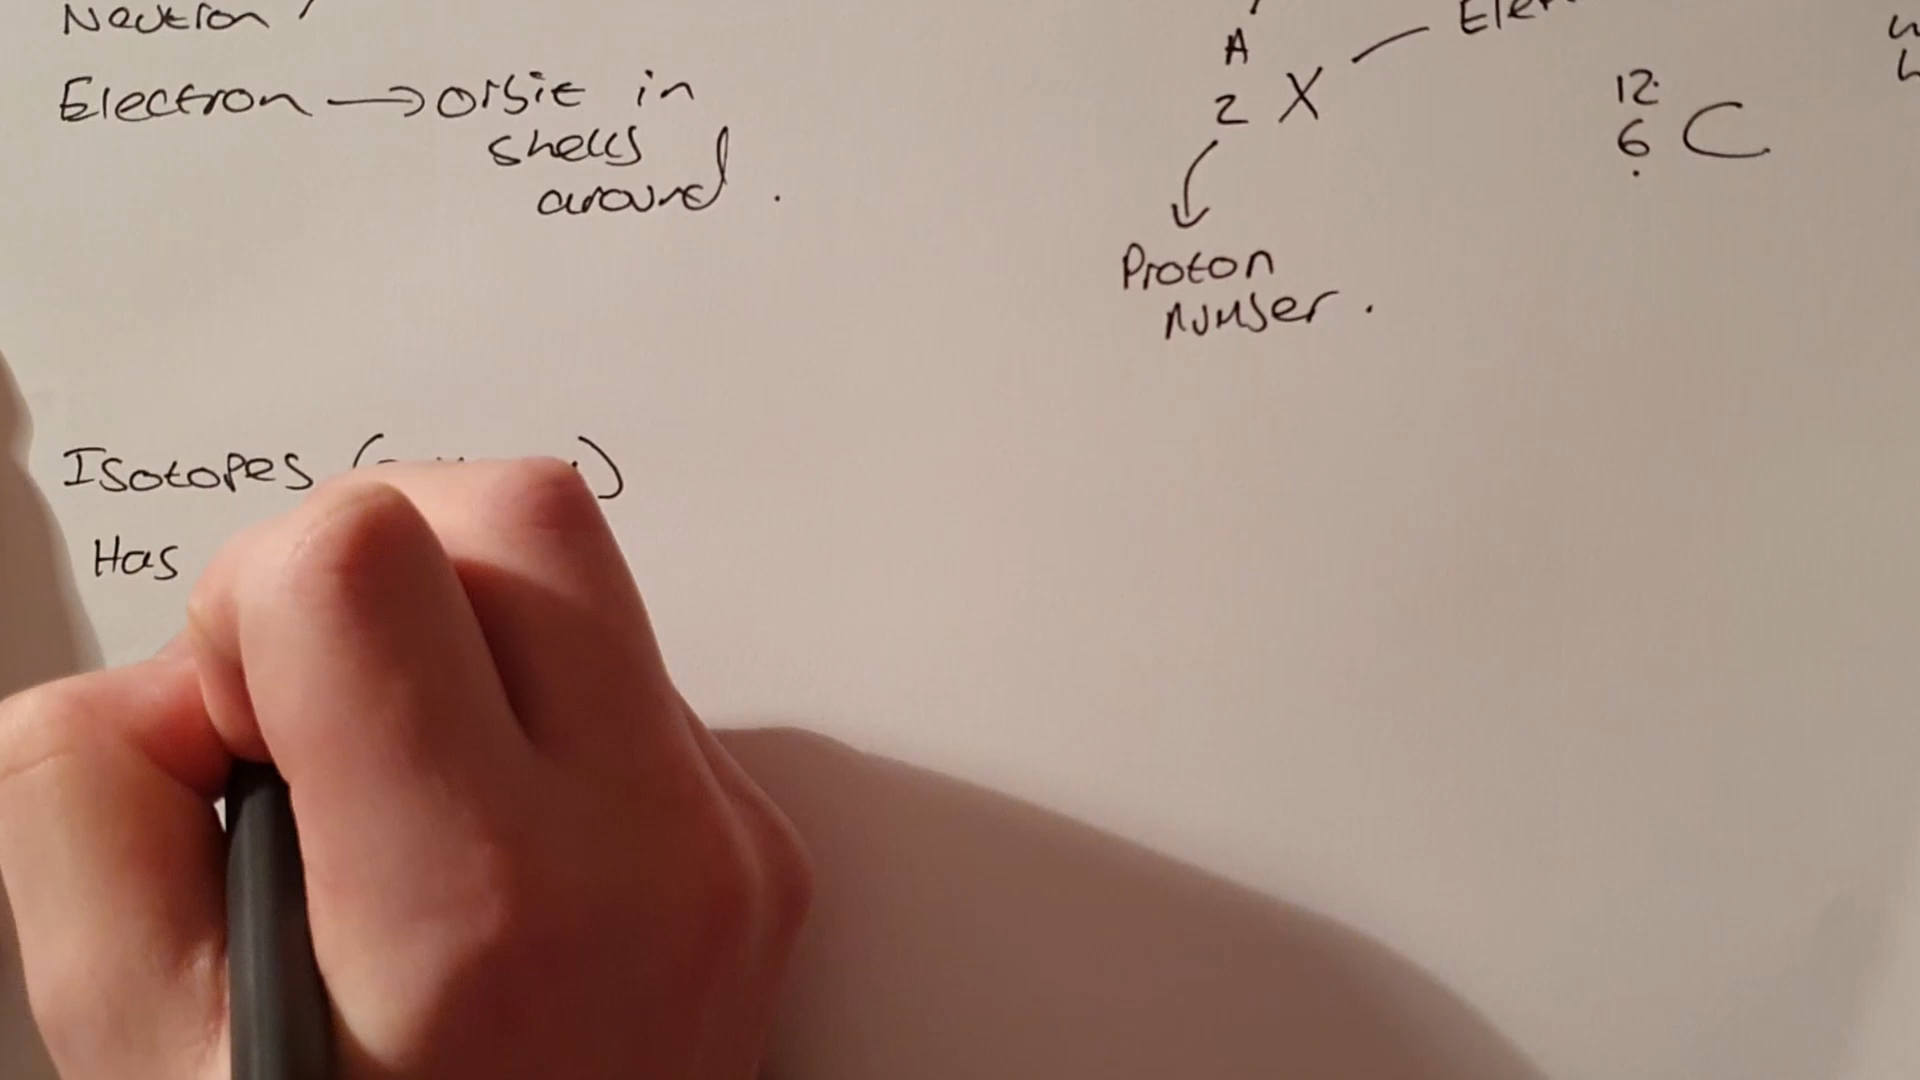 Neutron
Electron → orbit in
shells
around.
A
Z X
12
6 C
Proton
number.
Isotopes ( )
Has